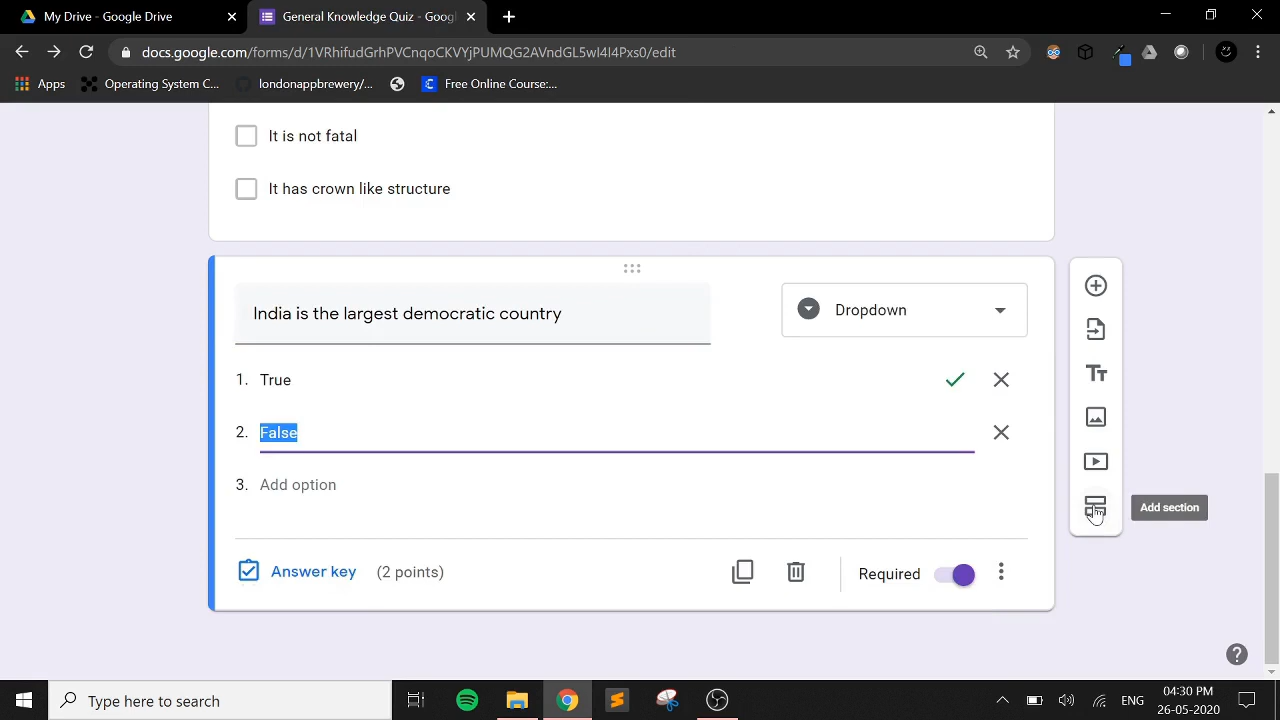 My Drive - Google Drive
General Knowledge Quiz - Goog
docs.google.com/forms/d/1VRhifudGrhPVCnqoCKVYjPUMQG2AVndGL5wl4I4Pxs0/edit
Apps
Operating System C...
londonappbrewery/...
Free Online Course:...
It is not fatal
It has crown like structure
India is the largest democratic country
Dropdown
1. True
2. False
3. Add option
Add section
Answer key (2 points)
Required
Type here to search
ENG
04:30 PM
26-05-2020